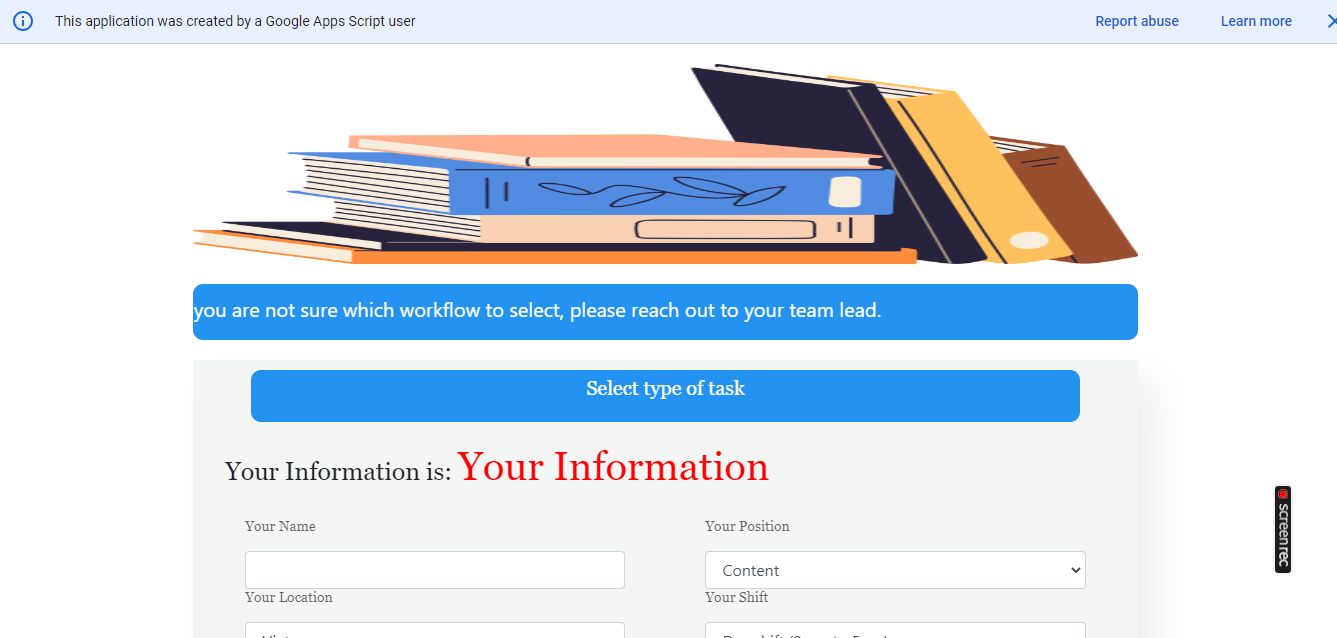 This application was created by a Google Apps Script user
Report abuse
Learn more
you are not sure which workflow to select, please reach out to your team lead.
Select type of task
Your Information is: Your Information
Your Name
Your Position
Content
Your Location
Your Shift
screenrec